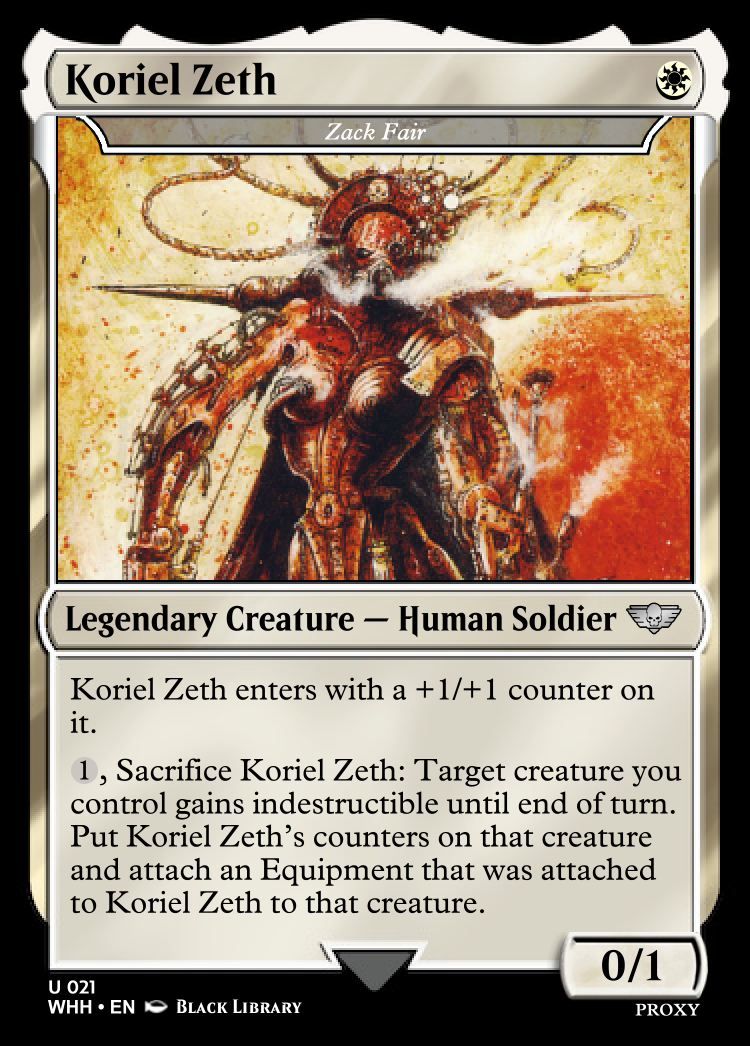 Koriel Zeth
Zack Fair
Legendary Creature — Human Soldier
Koriel Zeth enters with a +1/+1 counter on
it.
1, Sacrifice Koriel Zeth: Target creature you
control gains indestructible until end of turn.
Put Koriel Zeth's counters on that creature
and attach an Equipment that was attached
to Koriel Zeth to that creature.
0/1
U 021
WHH • EN Black Library
PROXY